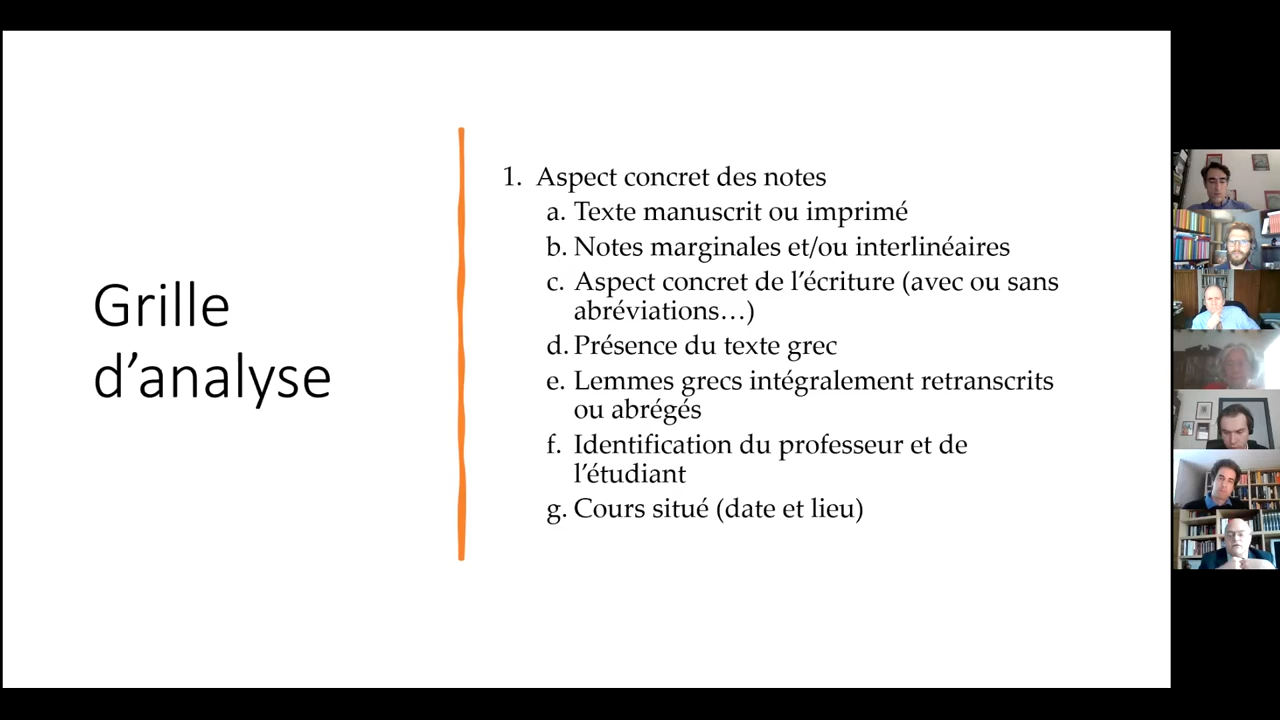 Grille
d’analyse
1. Aspect concret des notes
a. Texte manuscrit ou imprimé
b. Notes marginales et/ou interlinéaires
c. Aspect concret de l’écriture (avec ou sans
abréviations…)
d. Présence du texte grec
e. Lemmes grecs intégralement retranscrits
ou abrégés
f. Identification du professeur et de
l’étudiant
g. Cours situé (date et lieu)